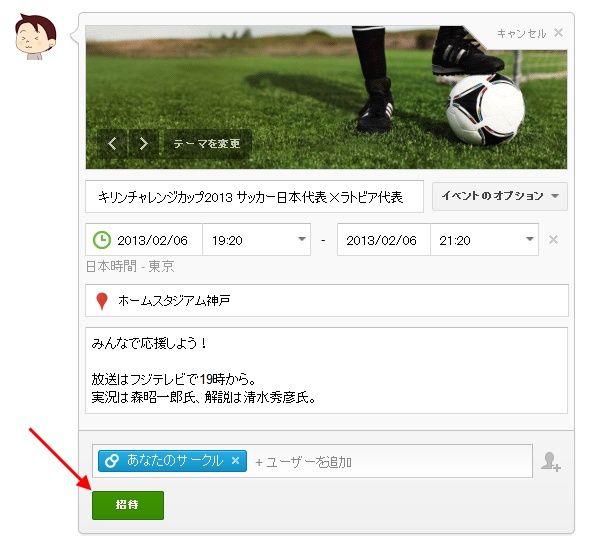 キャンセル ×
テーマを変更
キリンチャレンジカップ2013 サッカー日本代表×ラトビア代表
イベントのオプション
2013/02/06 19:20 - 2013/02/06 21:20 ×
日本時間 - 東京
ホームスタジアム神戸
みんなで応援しよう！
放送はフジテレビで19時から。
実況は森昭一郎氏、解説は清水秀彦氏。
あなたのサークル × + ユーザーを追加
招待